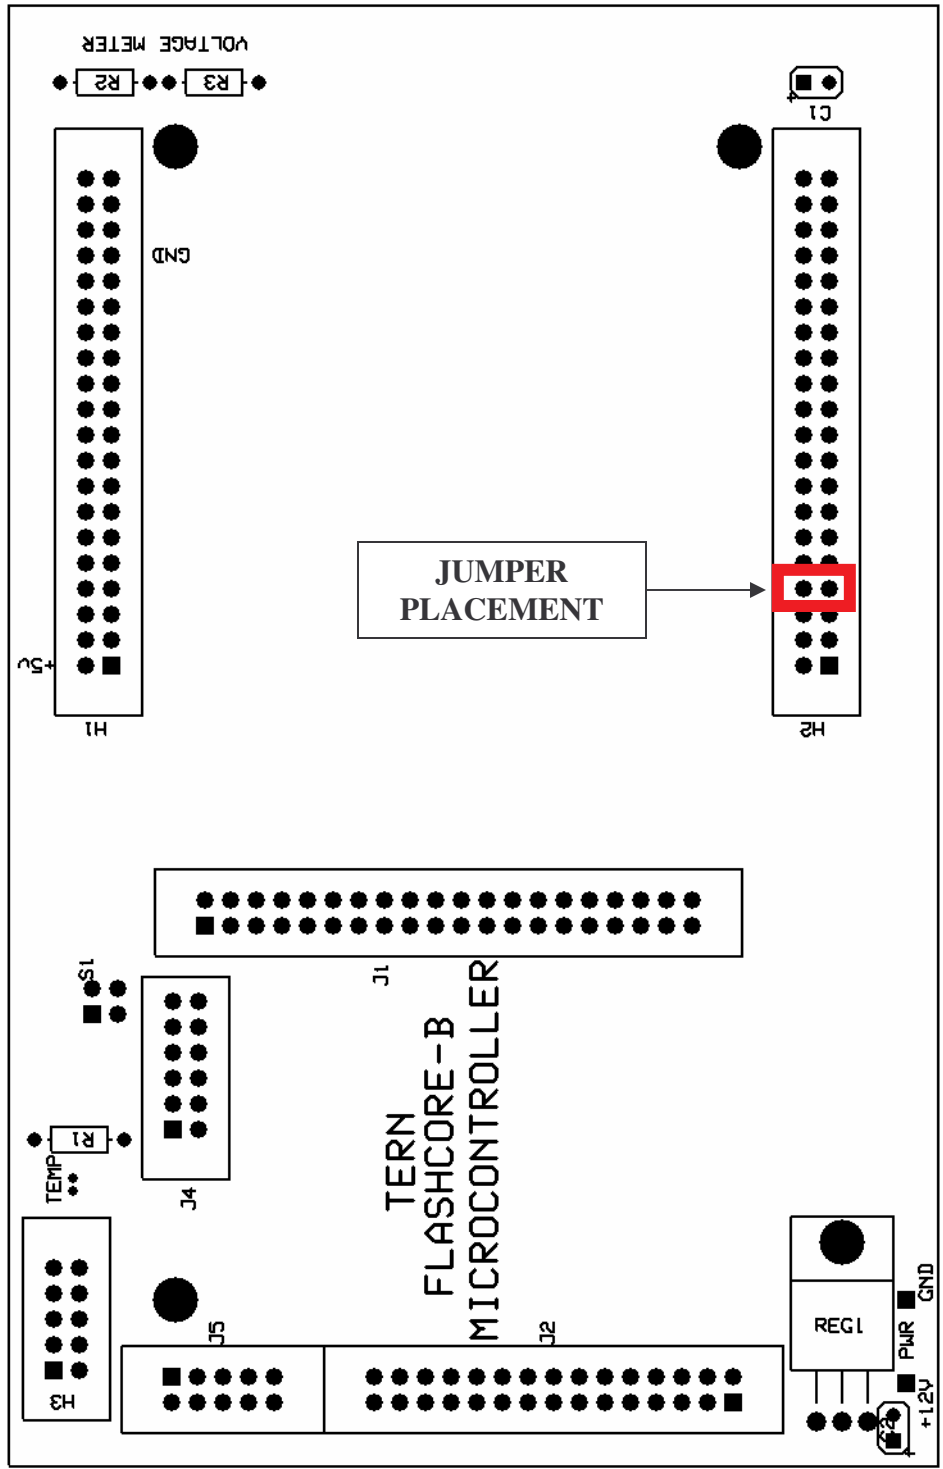 VOLTAGE METER
R2
R3
C1
GND
JUMPER
PLACEMENT
+5V
H1
H2
J1
S1
TERN
FLASHCORE-B
MICROCONTROLLER
R1
TEMP
J4
J5
J2
REG1
GND
PWR
+12V
C2
H3